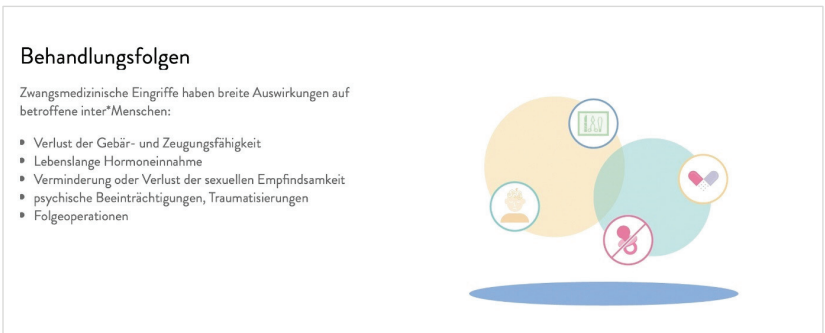 Behandlungsfolgen
Zwangsmedizinische Eingriffe haben breite Auswirkungen auf
betroffene inter*Menschen:
Verlust der Gebär- und Zeugungsfähigkeit
Lebenslange Hormoneinnahme
Verminderung oder Verlust der sexuellen Empfindsamkeit
psychische Beeinträchtigungen, Traumatisierungen
Folgeoperationen